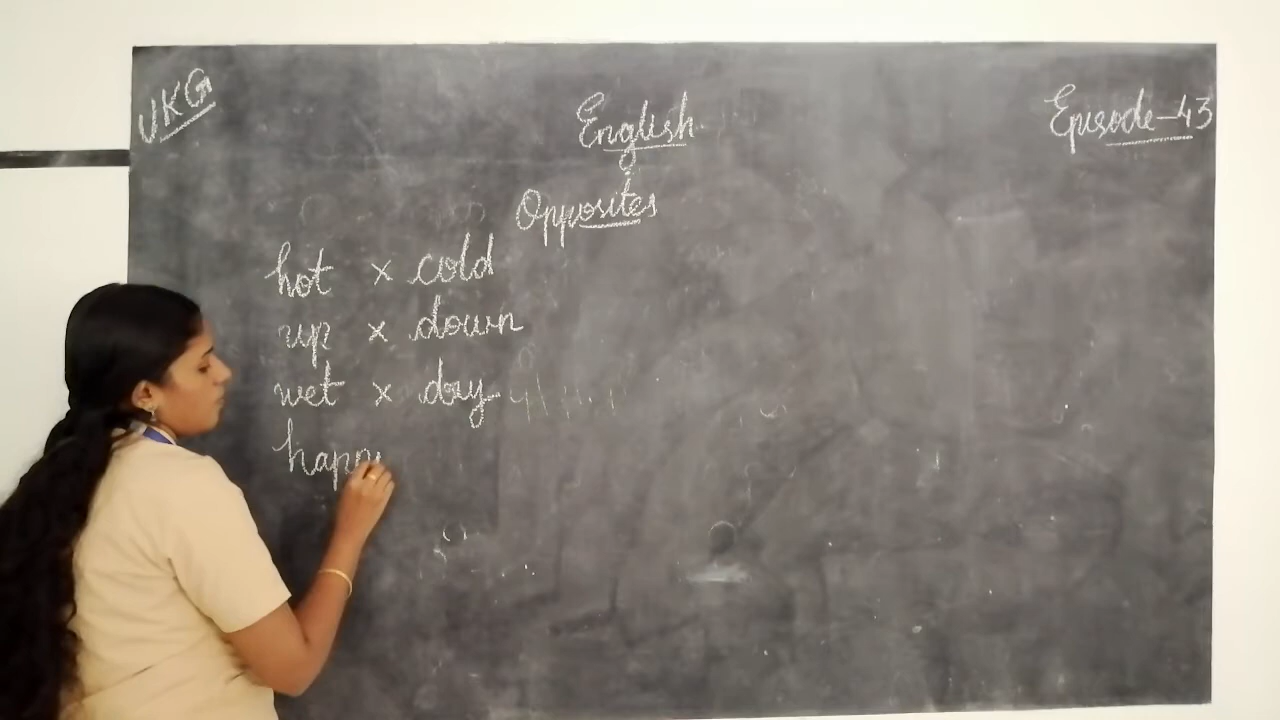 UKG English Episode-43
Opposites
hot × cold
up × down
wet × dry
happy